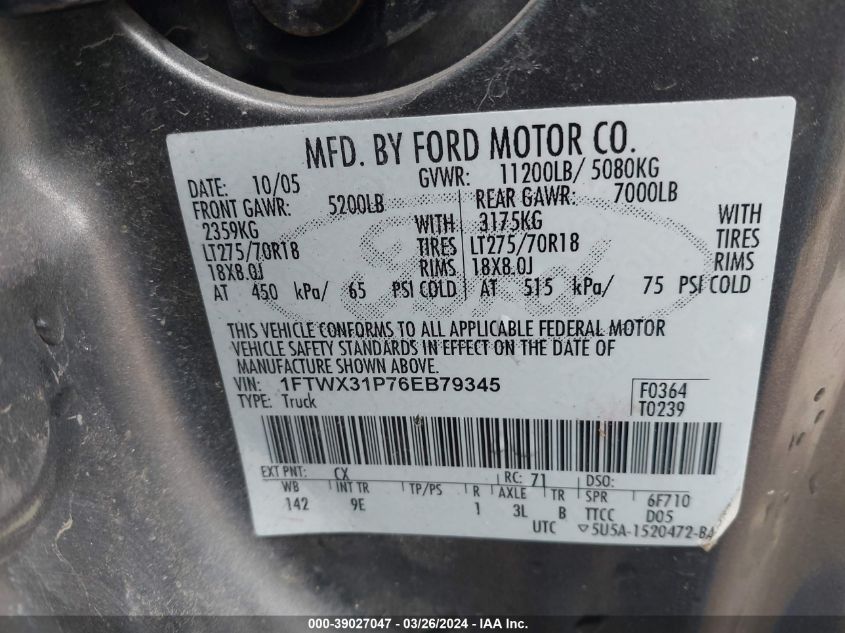 MFD. BY FORD MOTOR CO.
DATE: 10/05 GVWR: 11200LB/ 5080KG
FRONT GAWR: 5200LB REAR GAWR: 7000LB
2359KG WITH 3175KG WITH
LT275/70R18 TIRES LT275/70R18 TIRES
18X8.0J RIMS 18X8.0J RIMS
AT 450 kPa/ 65 PSI COLD AT 515 kPa/ 75 PSI COLD
THIS VEHICLE CONFORMS TO ALL APPLICABLE FEDERAL MOTOR
VEHICLE SAFETY STANDARDS IN EFFECT ON THE DATE OF
MANUFACTURE SHOWN ABOVE.
VIN: 1FTWX31P76EB79345 F0364
TYPE: Truck T0239
EXT PNT: CX RC: 71 DSO:
WB INT TR TP/PS R AXLE TR SPR 6F710
142 9E 1 3L B TTCC D05
UTC ▽5U5A-1520472-BA
000-39027047 - 03/26/2024 - IAA Inc.